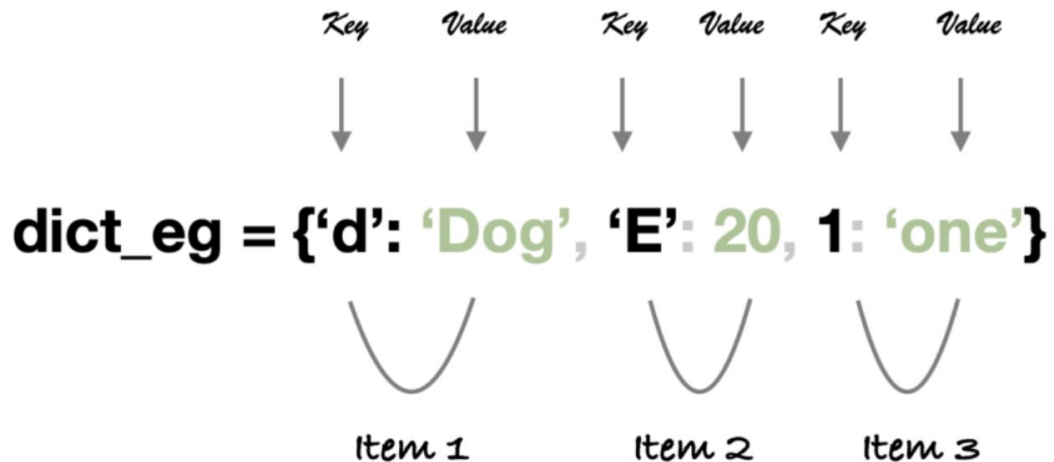 Key Value Key Value Key Value
dict_eg = {‘d’: ‘Dog’, ‘E’: 20, 1: ‘one’}
Item 1 Item 2 Item 3